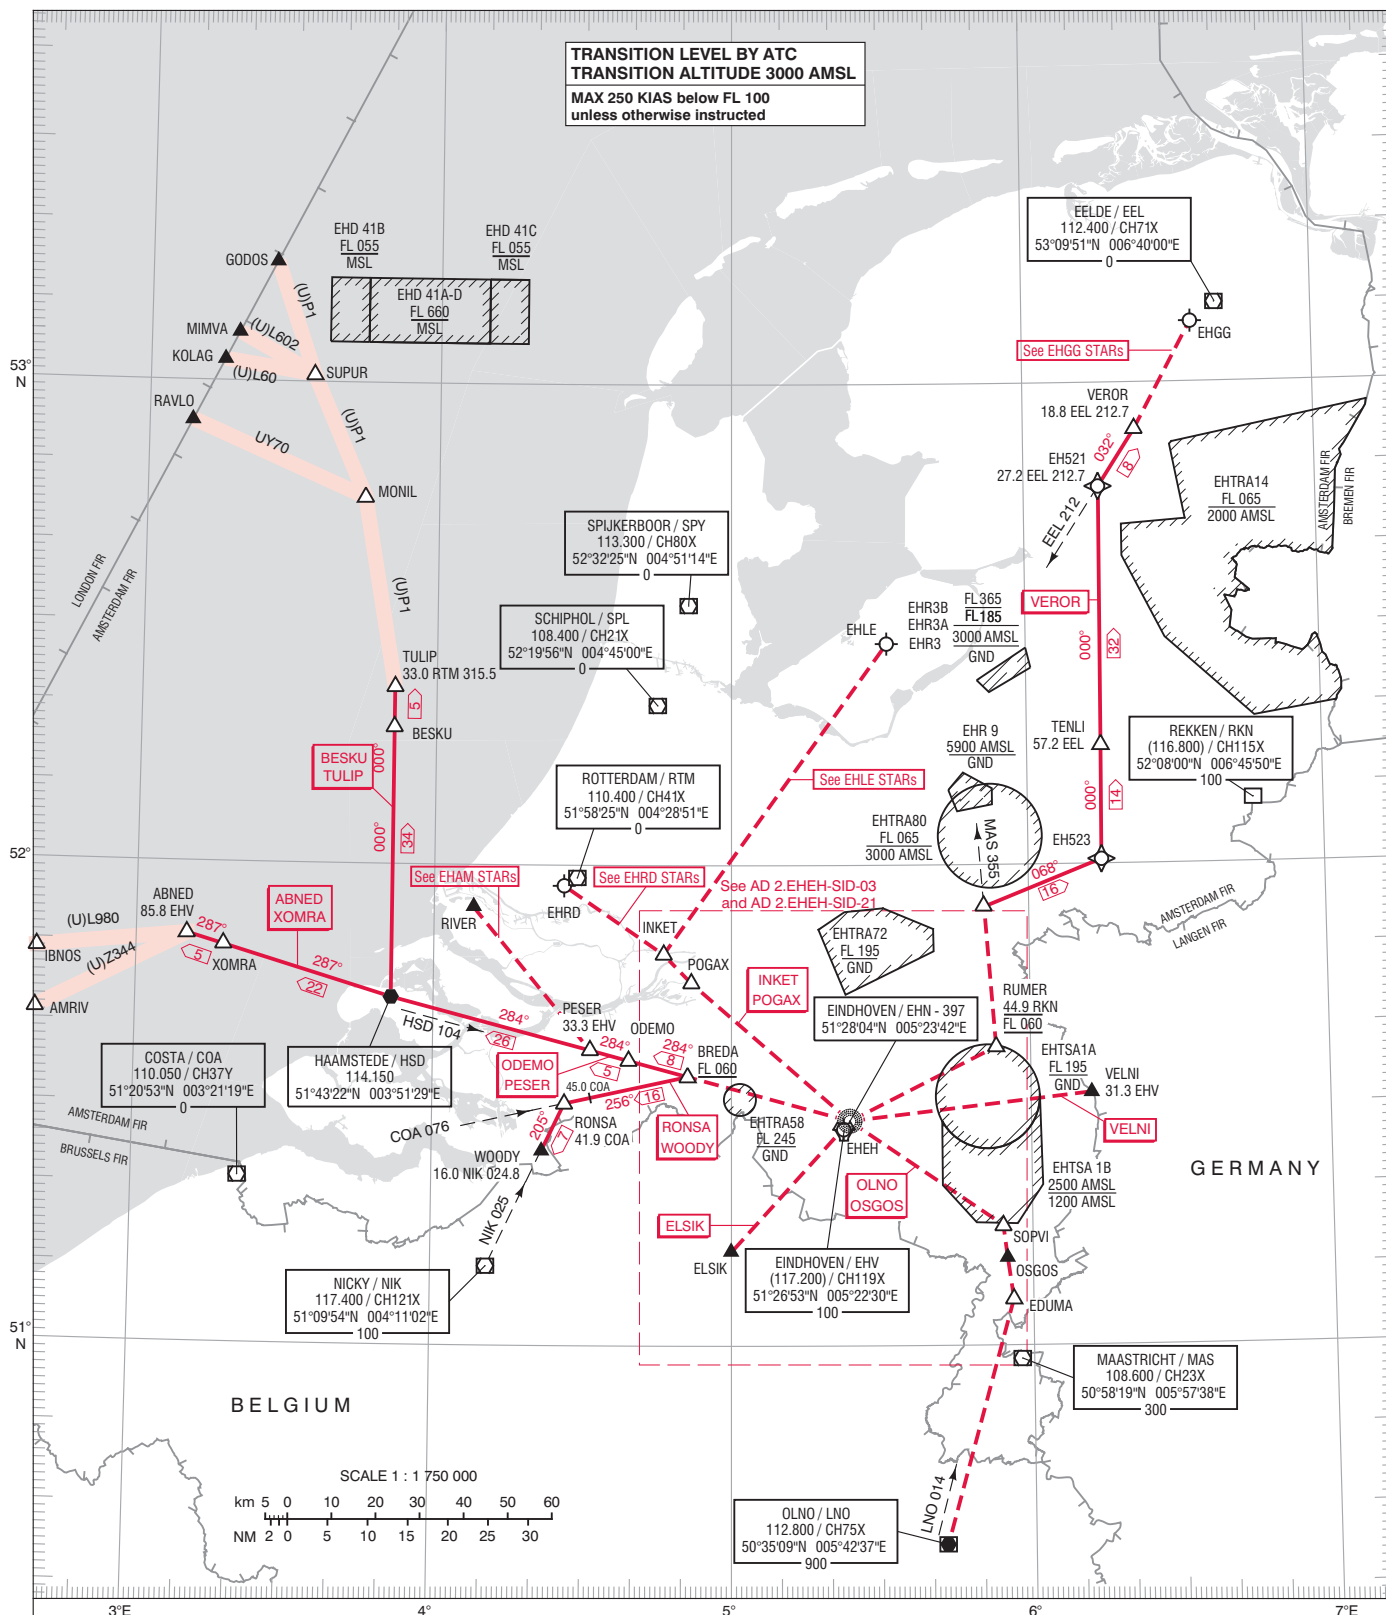 TRANSITION LEVEL BY ATC
TRANSITION ALTITUDE 3000 AMSL
MAX 250 KIAS below FL 100
unless otherwise instructed
EELDE / EEL
112.400 / CH71X
53°09'51"N 006°40'00"E
0
EHD 41B
FL 055
MSL
EHD 41C
FL 055
MSL
EHD 41A-D
FL 660
MSL
GODOS
(U)P1
MIMVA
(U)L602
KOLAG
(U)L60
SUPUR
RAVLO
UY70
(U)P1
MONIL
(U)P1
53°
N
EHGG
See EHGG STARs
VEROR
18.8 EEL 212.7
032°
8
EH521
27.2 EEL 212.7
EEL 212
EHTRA14
FL 065
2000 AMSL
AMSTERDAM FIR
BREMEN FIR
LONDON FIR
AMSTERDAM FIR
SPIJKERBOOR / SPY
113.300 / CH80X
52°32'25"N 004°51'14"E
0
SCHIPHOL / SPL
108.400 / CH21X
52°19'56"N 004°45'00"E
0
EHLE
EHR3B
EHR3A
EHR3
FL365
FL185
3000 AMSL
GND
VEROR
000°
32
TULIP
33.0 RTM 315.5
5
BESKU
BESKU
TULIP
000°
000°
34
EHR 9
5900 AMSL
GND
TENLI
57.2 EEL
REKKEN / RKN
(116.800) / CH115X
52°08'00"N 006°45'50"E
100
ROTTERDAM / RTM
110.400 / CH41X
51°58'25"N 004°28'51"E
0
See EHLE STARs
000°
14
EHTRA80
FL 065
3000 AMSL
MAS 355
EH523
068°
16
52°
N
See EHAM STARs
See EHRD STARs
See AD 2.EHEH-SID-03
and AD 2.EHEH-SID-21
AMSTERDAM FIR
LANGEN FIR
ABNED
85.8 EHV
ABNED
XOMRA
(U)L980
287°
5
IBNOS
(U)Z344
XOMRA
287°
22
AMRIV
RIVER
EHRD
INKET
POGAX
INKET
POGAX
EHTRA72
FL 195
GND
RUMER
44.9 RKN
FL 060
HSD 104
284°
26
PESER
33.3 EHV
284°
5
ODEMO
284°
8
BREDA
FL 060
ODEMO
PESER
EINDHOVEN / EHN - 397
51°28'04"N 005°23'42"E
EHTSA1A
FL 195
GND
VELNI
31.3 EHV
VELNI
COSTA / COA
110.050 / CH37Y
51°20'53"N 003°21'19"E
0
HAAMSTEDE / HSD
114.150
51°43'22"N 003°51'29"E
45.0 COA
256°
16
COA 076
RONSA
41.9 COA
205°
7
RONSA
WOODY
EHTRA58
FL 245
GND
EHEH
AMSTERDAM FIR
BRUSSELS FIR
WOODY
16.0 NIK 024.8
NIK 025
OLNO
OSGOS
EHTSA 1B
2500 AMSL
1200 AMSL
GERMANY
ELSIK
ELSIK
SOPVI
OSGOS
EDUMA
NICKY / NIK
117.400 / CH121X
51°09'54"N 004°11'02"E
100
EINDHOVEN / EHV
(117.200) / CH119X
51°26'53"N 005°22'30"E
100
51°
N
MAASTRICHT / MAS
108.600 / CH23X
50°58'19"N 005°57'38"E
300
BELGIUM
SCALE 1 : 1 750 000
km 5 0 10 20 30 40 50 60
NM 2 0 5 10 15 20 25 30
LNO 014
OLNO / LNO
112.800 / CH75X
50°35'09"N 005°42'37"E
900
3°E 4° 5° 6° 7°E